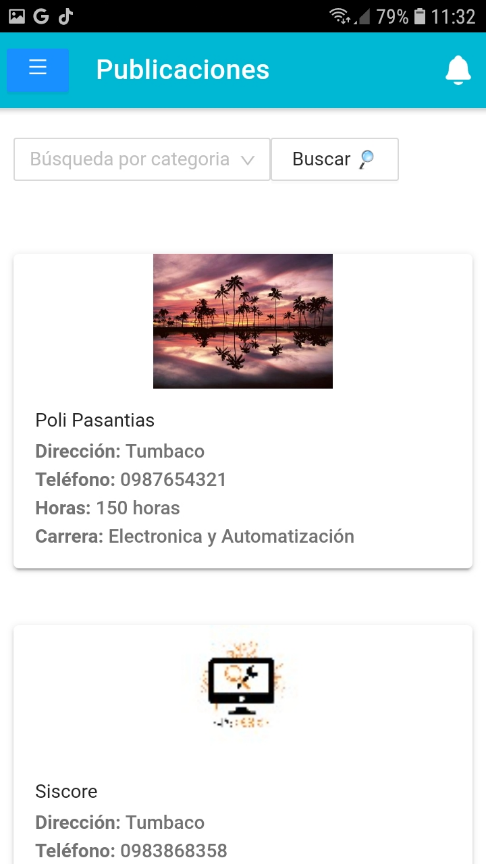 79% 11:32
Publicaciones
Búsqueda por categoria Buscar
Poli Pasantias
Dirección: Tumbaco
Teléfono: 0987654321
Horas: 150 horas
Carrera: Electronica y Automatización
Siscore
Dirección: Tumbaco
Teléfono: 0983868358